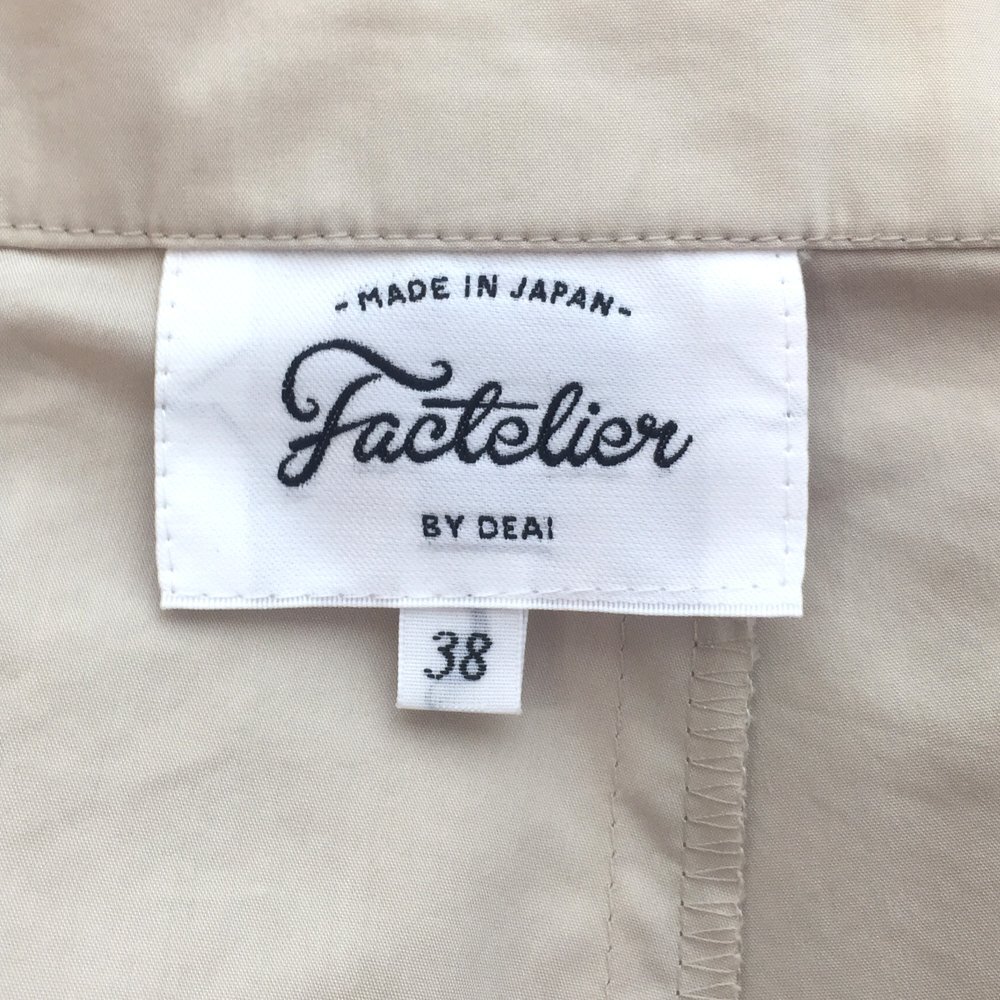 -MADE IN JAPAN-
Factelier
BY DEAI
38